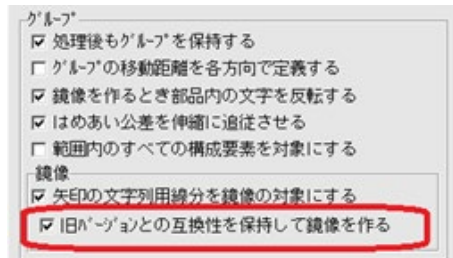 ｸﾞﾙｰﾌﾟ
処理後もｸﾞﾙｰﾌﾟを保持する
ｸﾞﾙｰﾌﾟの移動距離を各方向で定義する
鏡像を作るとき部品内の文字を反転する
はめあい公差を伸縮に追従させる
範囲内のすべての構成要素を対象にする
鏡像
矢印の文字列用線分を鏡像の対象にする
旧ﾊﾞｰｼﾞｮﾝとの互換性を保持して鏡像を作る